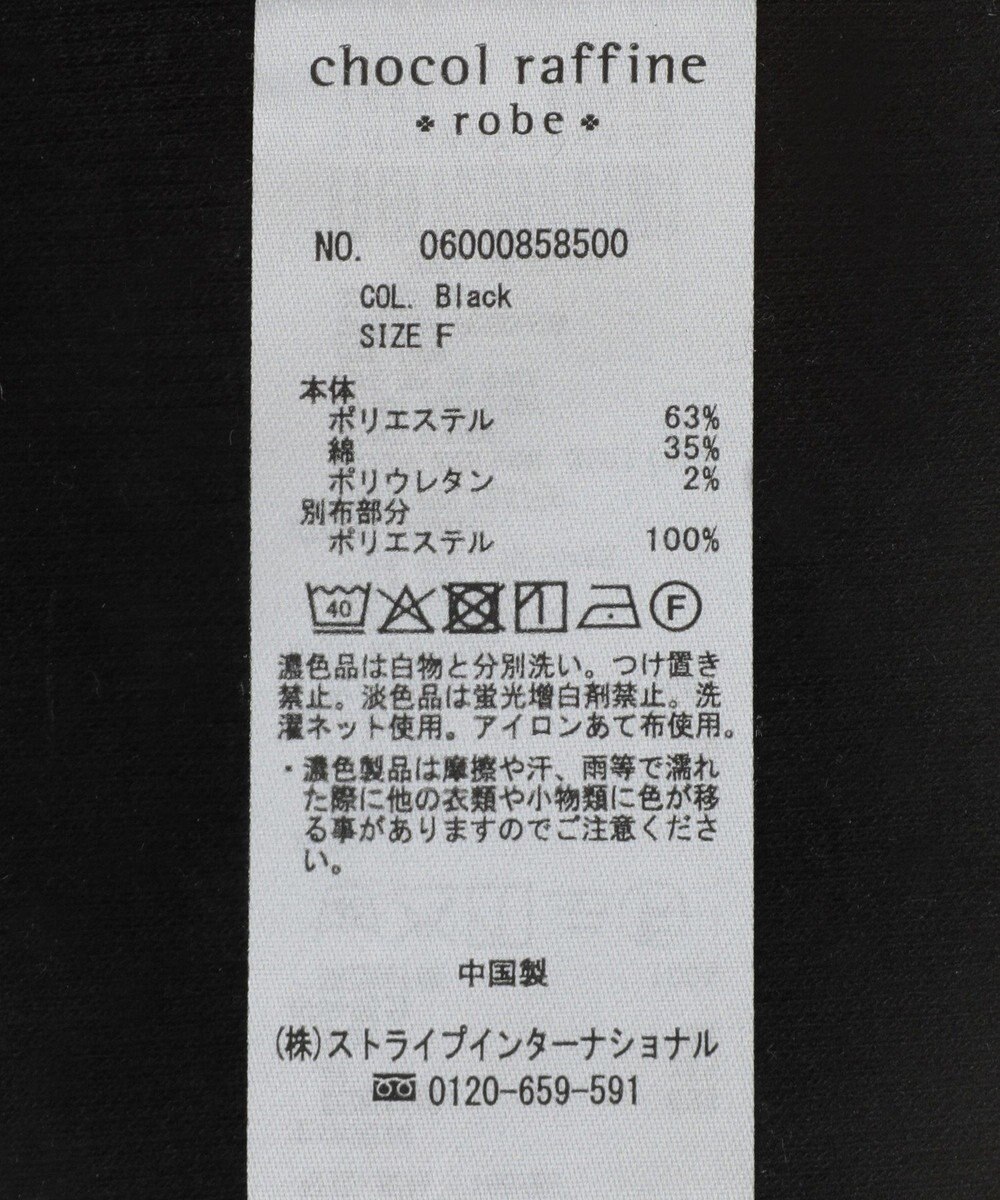 chocol raffine
robe
NO. 06000858500
COL. Black
SIZE F
本体
ポリエステル 63%
綿 35%
ポリウレタン 2%
別布部分
ポリエステル 100%
40 F
濃色品は白物と分別洗い。つけ置き
禁止。淡色品は蛍光増白剤禁止。洗
濯ネット使用。アイロンあて布使用。
・濃色製品は摩擦や汗、雨等で濡れ
た際に他の衣類や小物類に色が移
る事がありますのでご注意くださ
い。
中国製
(株)ストライプインターナショナル
0120-659-591